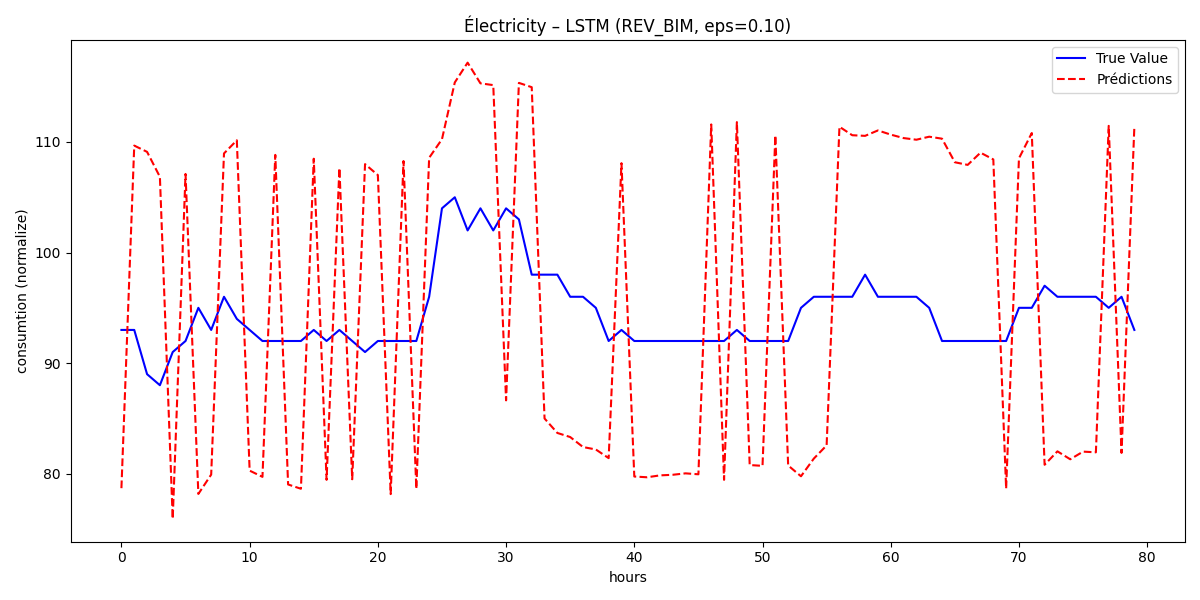 Électricity – LSTM (REV_BIM, eps=0.10)
True Value
Prédictions
consumtion (normalize)
110
100
90
80
0 10 20 30 40 50 60 70 80
hours